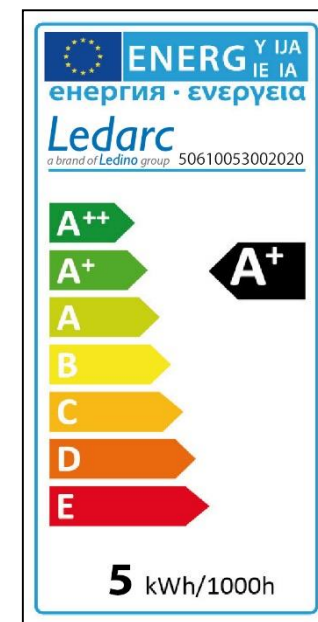 ENERG Y IJA
IE IA
енергия · ενεργεια
Ledarc
a brand of Ledino group 50610053002020
A++
A+ A+
A
B
C
D
E
5 kWh/1000h